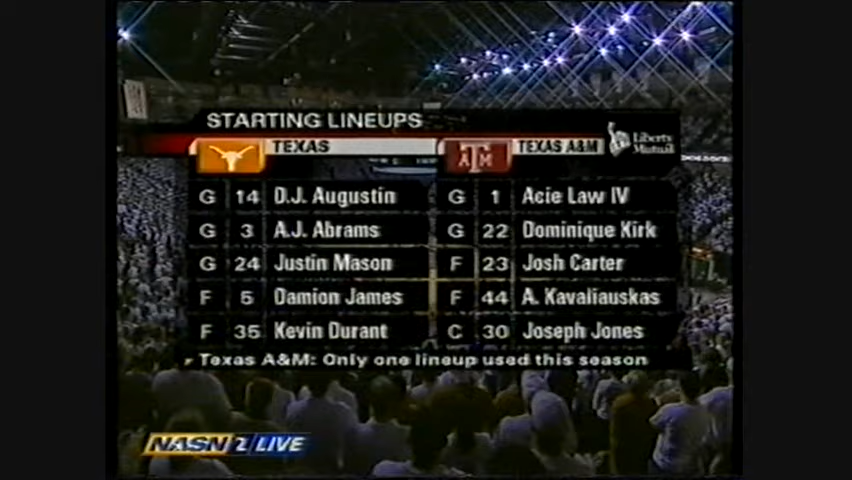 STARTING LINEUPS
TEXAS
G 14 D.J. Augustin
G 3 A.J. Abrams
G 24 Justin Mason
F 5 Damion James
F 35 Kevin Durant
ATM TEXAS A&M
G 1 Acie Law IV
G 22 Dominique Kirk
F 23 Josh Carter
F 44 A. Kavaliauskas
C 30 Joseph Jones
Liberty
Mutual
Texas A&M: Only one lineup used this season
NASN LIVE